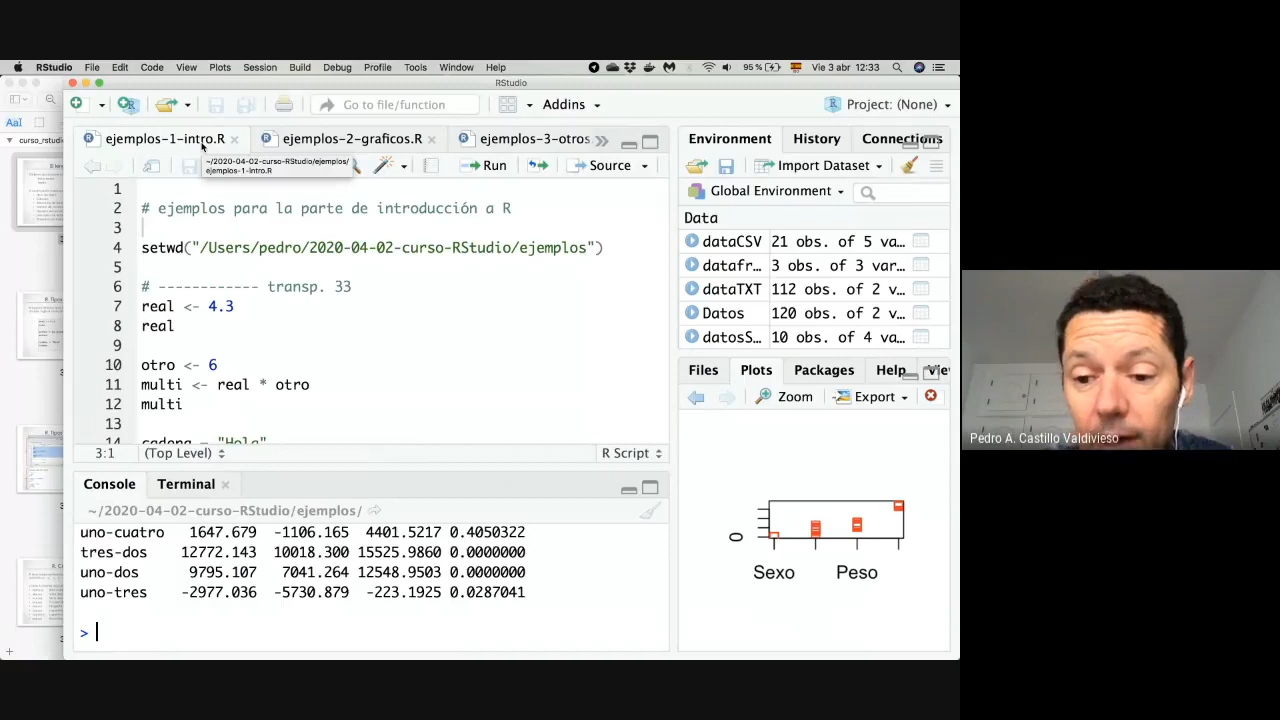 RStudio File Edit Code View Plots Session Build Debug Profile Tools Window Help 95 % Vie 3 abr 12:33
RStudio
Go to file/function Addins Project: (None)
ejemplos-1-intro.R ejemplos-2-graficos.R ejemplos-3-otros
Run Source
~/2020-04-02-curso-RStudio/ejemplos/
ejemplos-1-intro.R
1
2 # ejemplos para la parte de introducción a R
3
4 setwd("/Users/pedro/2020-04-02-curso-RStudio/ejemplos")
5
6 # ------------ transp. 33
7 real <- 4.3
8 real
9
10 otro <- 6
11 multi <- real * otro
12 multi
13
14 cadena = "Hola"
3:1 (Top Level) R Script
Console Terminal
~/2020-04-02-curso-RStudio/ejemplos/
uno-cuatro 1647.679 -1106.165 4401.5217 0.4050322
tres-dos 12772.143 10018.300 15525.9860 0.0000000
uno-dos 9795.107 7041.264 12548.9503 0.0000000
uno-tres -2977.036 -5730.879 -223.1925 0.0287041
>
Environment History Connections
Import Dataset
Global Environment
Data
dataCSV 21 obs. of 5 va…
datafr… 3 obs. of 3 var…
dataTXT 112 obs. of 2 v…
Datos 120 obs. of 2 v…
datosS… 10 obs. of 4 va…
Files Plots Packages Help
Zoom Export
0
Sexo Peso
AaI
curso_rstudi
Pedro A. Castillo Valdivieso